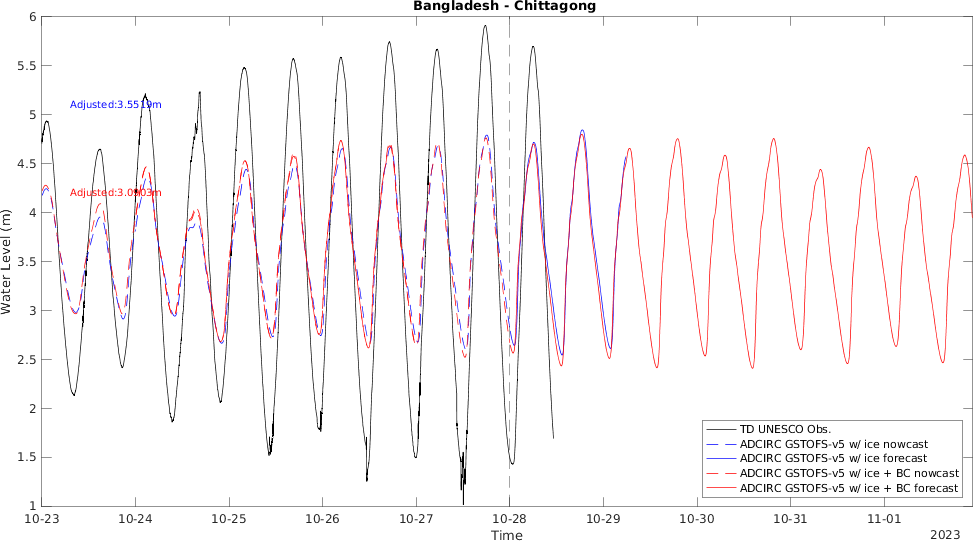 Bangladesh - Chittagong
6
5.5
5
4.5
4
3.5
3
2.5
2
1.5
1
Water Level (m)
Adjusted:3.5519m
Adjusted:3.0903m
TD UNESCO Obs.
ADCIRC GSTOFS-v5 w/ ice nowcast
ADCIRC GSTOFS-v5 w/ ice forecast
ADCIRC GSTOFS-v5 w/ ice + BC nowcast
ADCIRC GSTOFS-v5 w/ ice + BC forecast
10-23 10-24 10-25 10-26 10-27 10-28 10-29 10-30 10-31 11-01
Time
2023